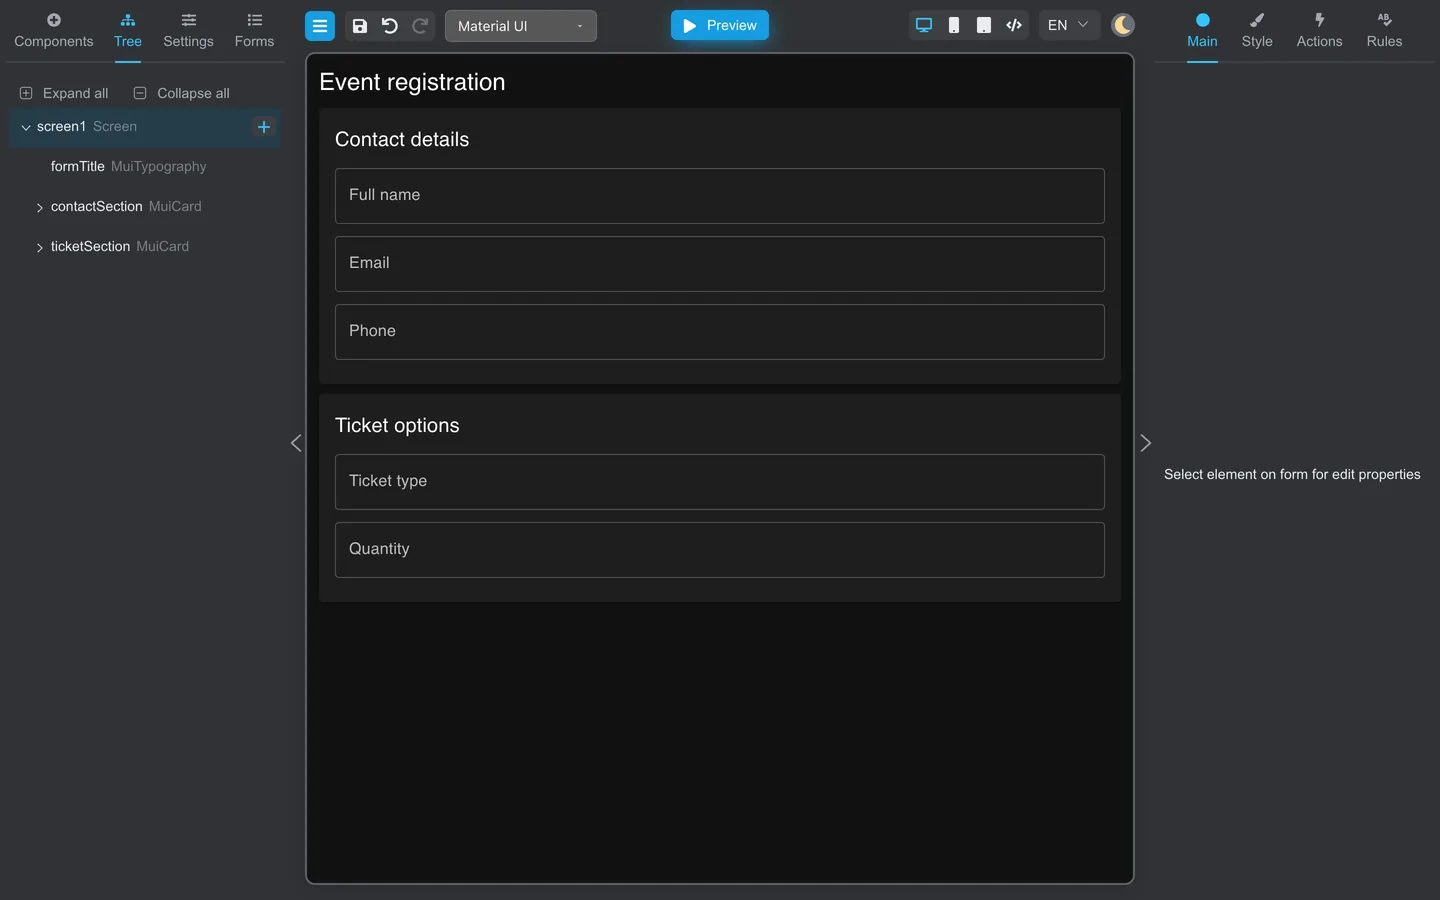 Components
Tree
Settings
Forms
Material UI
Preview
EN
Main
Style
Actions
AB
Rules
Expand all
Collapse all
screen1 Screen
formTitle MuiTypography
contactSection MuiCard
ticketSection MuiCard
Event registration
Contact details
Full name
Email
Phone
Ticket options
Ticket type
Quantity
Select element on form for edit properties